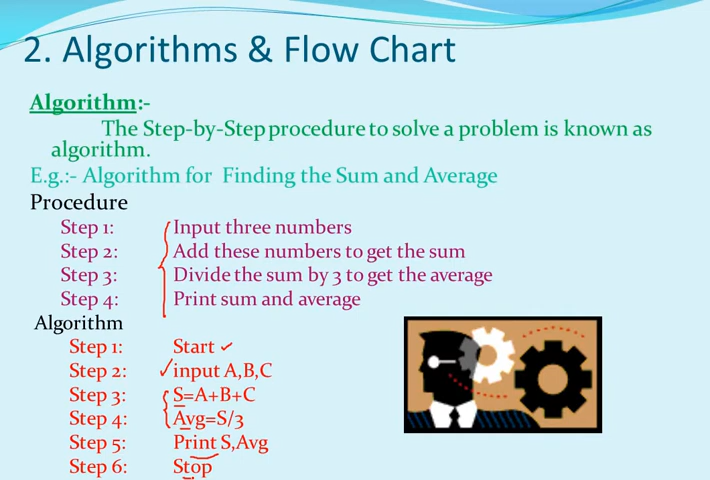 2. Algorithms & Flow Chart
Algorithm:-
The Step-by-Step procedure to solve a problem is known as
algorithm.
E.g.:- Algorithm for Finding the Sum and Average
Procedure
Step 1: Input three numbers
Step 2: Add these numbers to get the sum
Step 3: Divide the sum by 3 to get the average
Step 4: Print sum and average
Algorithm
Step 1: Start
Step 2: input A,B,C
Step 3: S=A+B+C
Step 4: Avg=S/3
Step 5: Print S,Avg
Step 6: Stop